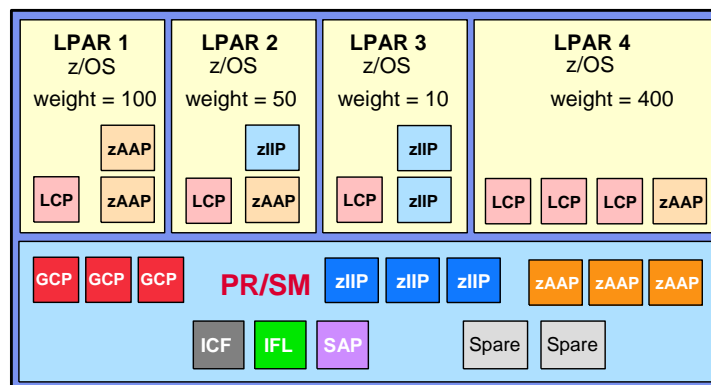 LPAR 1
z/OS
weight = 100
zAAP
LCP
zAAP
LPAR 2
z/OS
weight = 50
zIIP
LCP
zAAP
LPAR 3
z/OS
weight = 10
zIIP
LCP
zIIP
LPAR 4
z/OS
weight = 400
LCP
LCP
LCP
zAAP
GCP
GCP
GCP
PR/SM
zIIP
zIIP
zIIP
zAAP
zAAP
zAAP
ICF
IFL
SAP
Spare
Spare